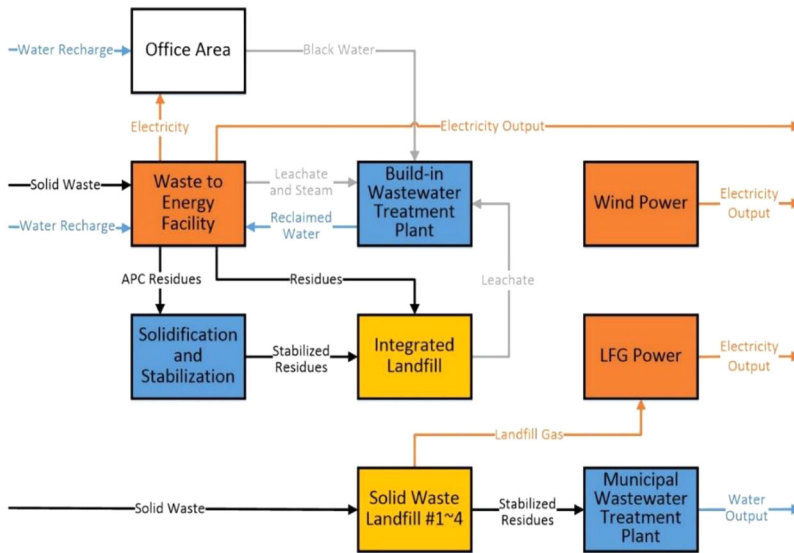 Water Recharge
Office Area
Black Water
Electricity
Electricity Output
Solid Waste
Waste to
Energy
Facility
Leachate
and Steam
Build-in
Wastewater
Treatment
Plant
Wind Power
Electricity
Output
Water Recharge
Reclaimed
Water
APC Residues
Residues
Leachate
Solidification
and
Stabilization
Stabilized
Residues
Integrated
Landfill
LFG Power
Electricity
Output
Landfill Gas
Solid Waste
Solid Waste
Landfill #1~4
Stabilized
Residues
Municipal
Wastewater
Treatment
Plant
Water
Output